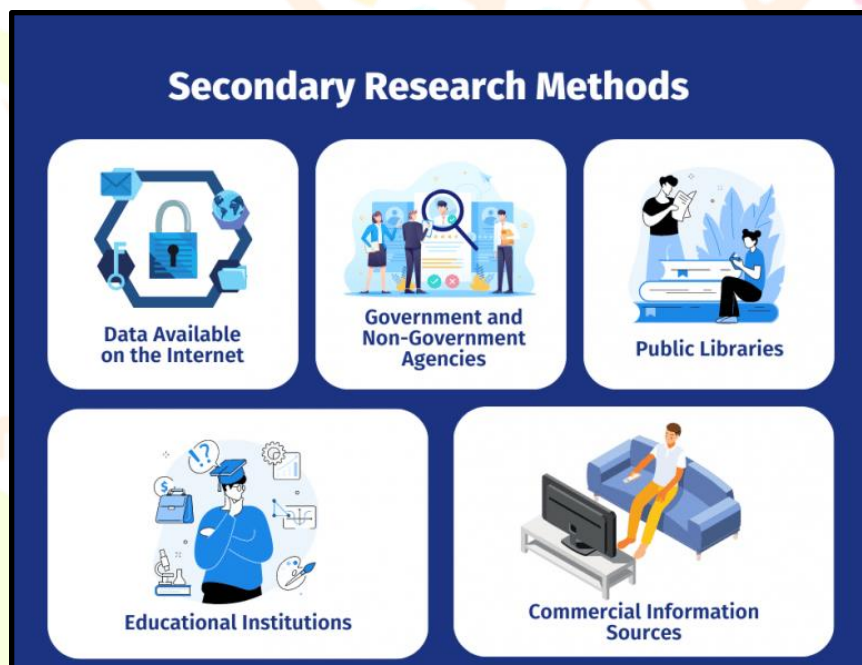 Secondary Research Methods
Data Available
on the Internet
Government and
Non-Government
Agencies
Public Libraries
!?
$
Educational Institutions
Commercial Information
Sources